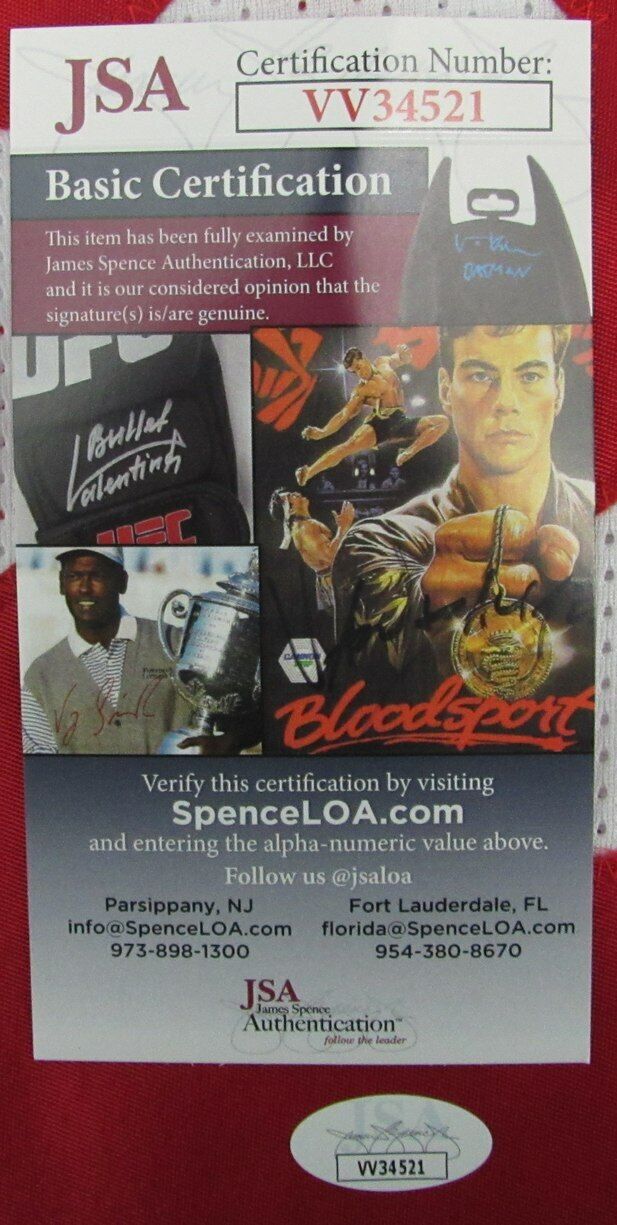 JSA
Certification Number:
VV34521
Basic Certification
This item has been fully examined by
James Spence Authentication, LLC
and it is our considered opinion that the
signature(s) is/are genuine.
BATMAN
UFC
Bullet
Valentina
UFC
CANNON
Bloodsport
Verify this certification by visiting
SpenceLOA.com
and entering the alpha-numeric value above.
Follow us @jsaloa
Parsippany, NJ
Fort Lauderdale, FL
info@SpenceLOA.com
florida@SpenceLOA.com
973-898-1300
954-380-8670
JSA
James Spence
Authentication™
follow the leader
JSA
VV34521